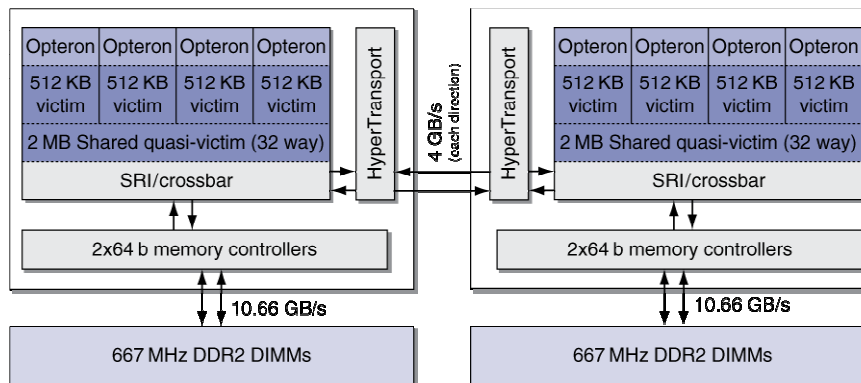 Opteron Opteron Opteron Opteron
512 KB victim 512 KB victim 512 KB victim 512 KB victim
2 MB Shared quasi-victim (32 way)
SRI/crossbar
HyperTransport
2x64 b memory controllers
10.66 GB/s
667 MHz DDR2 DIMMs
4 GB/s
(each direction)
HyperTransport
Opteron Opteron Opteron Opteron
512 KB victim 512 KB victim 512 KB victim 512 KB victim
2 MB Shared quasi-victim (32 way)
SRI/crossbar
2x64 b memory controllers
10.66 GB/s
667 MHz DDR2 DIMMs